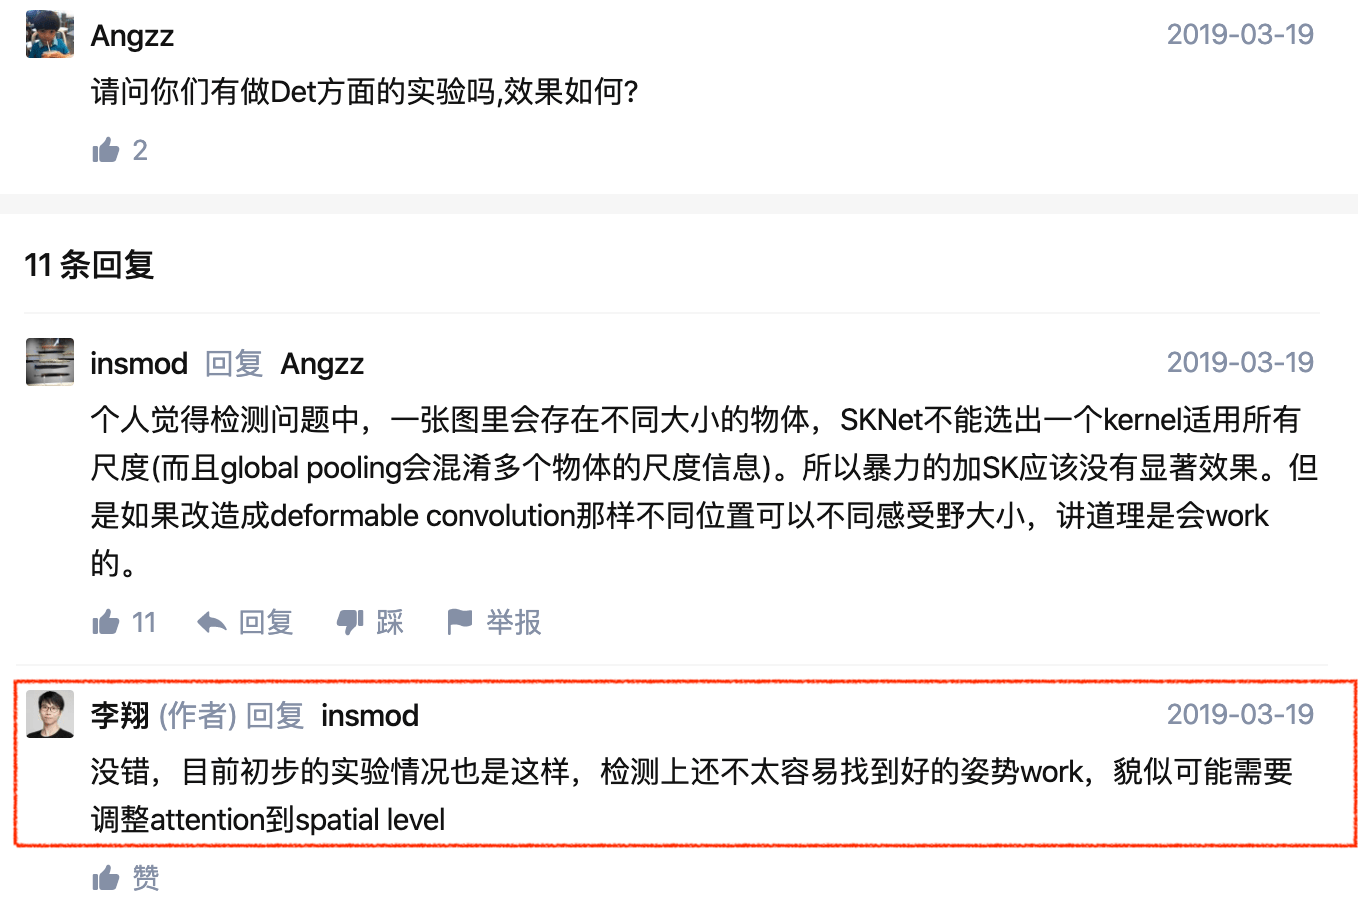 Angzz 2019-03-19
请问你们有做Det方面的实验吗,效果如何?
2
11 条回复
insmod 回复 Angzz 2019-03-19
个人觉得检测问题中，一张图里会存在不同大小的物体，SKNet不能选出一个kernel适用所有
尺度(而且global pooling会混淆多个物体的尺度信息)。所以暴力的加SK应该没有显著效果。但
是如果改造成deformable convolution那样不同位置可以不同感受野大小，讲道理是会work
的。
11 回复 踩 举报
李翔 (作者) 回复 insmod 2019-03-19
没错，目前初步的实验情况也是这样，检测上还不太容易找到好的姿势work，貌似可能需要
调整attention到spatial level
赞